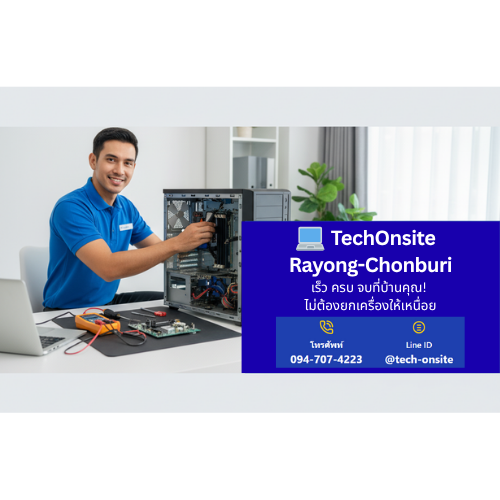 TechOnsite
Rayong-Chonburi
เร็ว ครบ จบที่บ้านคุณ!
ไม่ต้องยกเครื่องให้เหนื่อย
โทรศัพท์
094-707-4223
Line ID
@tech-onsite